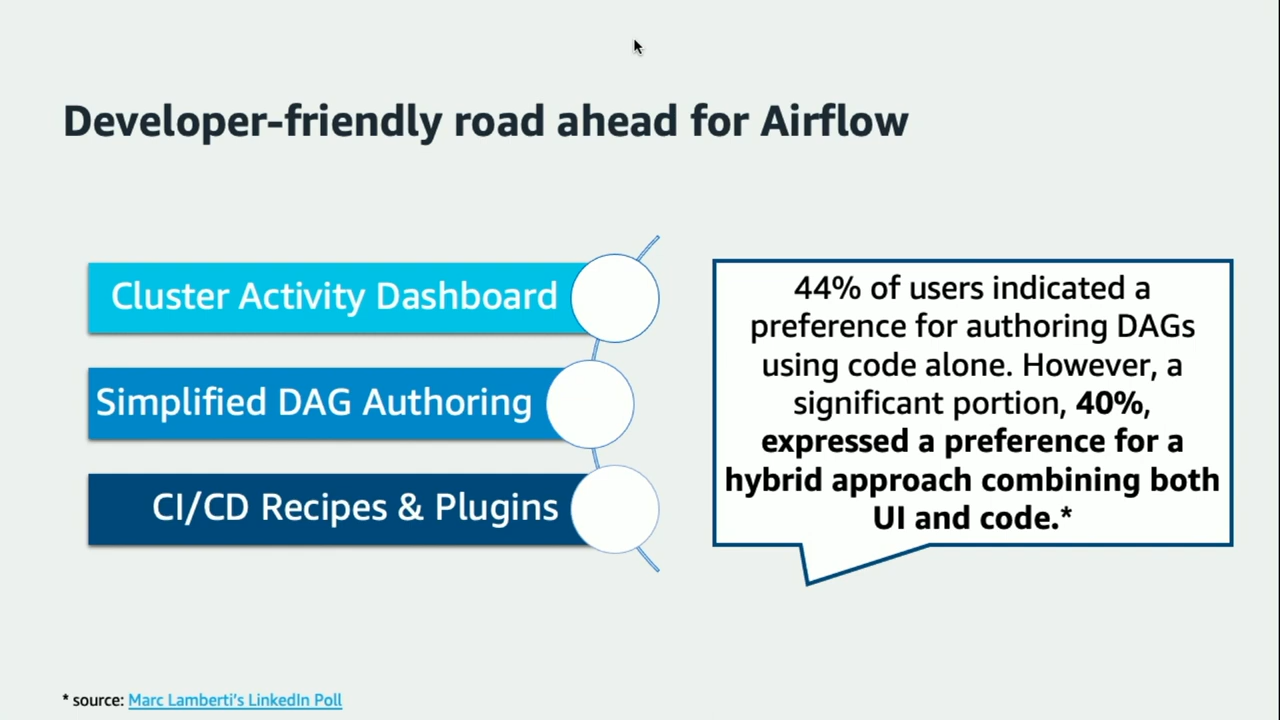 Developer-friendly road ahead for Airflow
Cluster Activity Dashboard
Simplified DAG Authoring
CI/CD Recipes & Plugins
44% of users indicated a
preference for authoring DAGs
using code alone. However, a
significant portion, 40%,
expressed a preference for a
hybrid approach combining both
UI and code.*
* source: Marc Lamberti's LinkedIn Poll